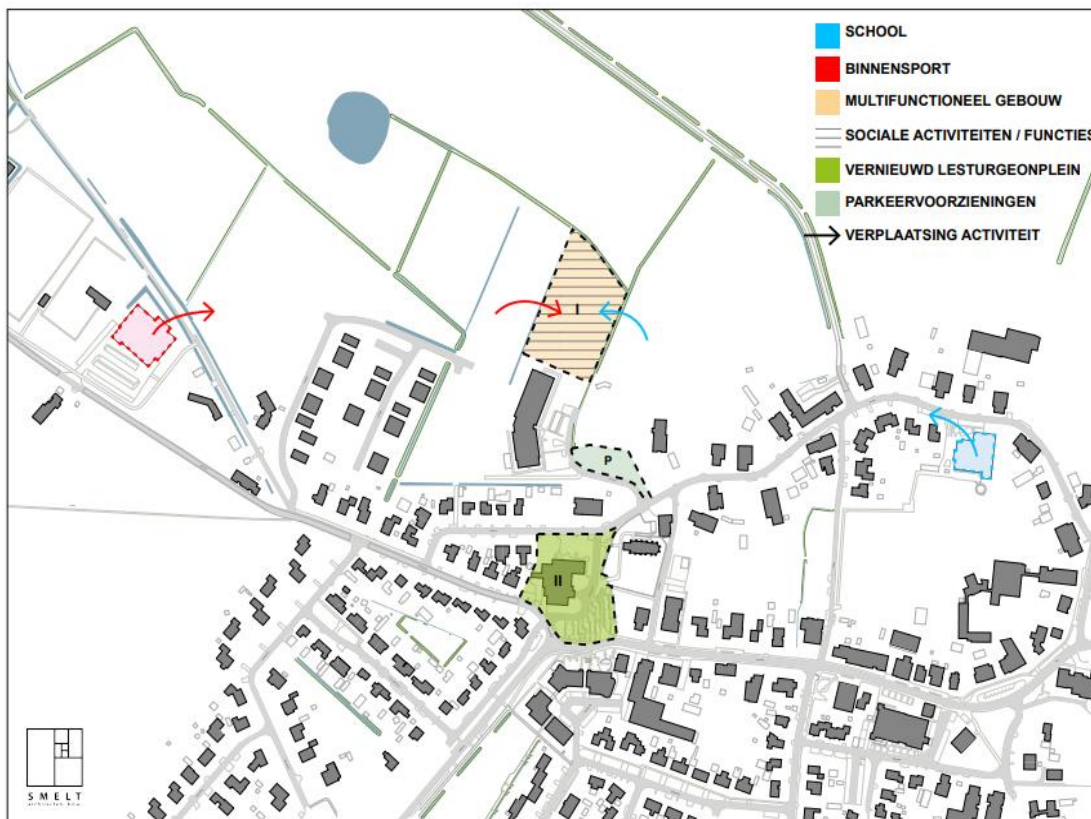 SCHOOL
BINNENSPORT
MULTIFUNCTIONEEL GEBOUW
SOCIALE ACTIVITEITEN / FUNCTIES
VERNIEUWD LESTURGEONPLEIN
PARKEERVOORZIENINGEN
VERPLAATSING ACTIVITEIT
I
P
II
SMELT